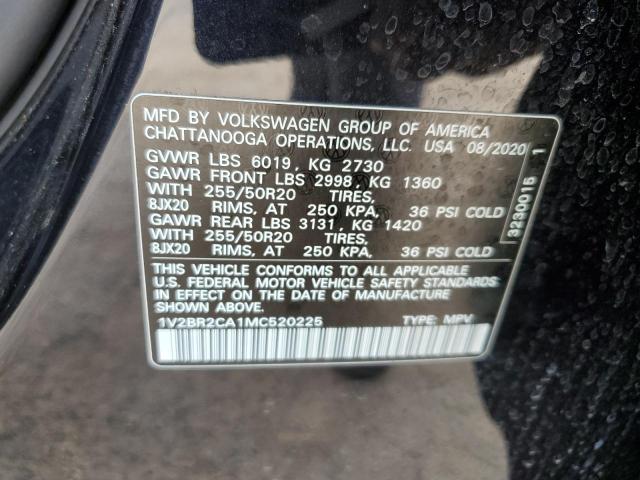 MFD BY VOLKSWAGEN GROUP OF AMERICA
CHATTANOOGA OPERATIONS, LLC. USA 08/2020
GVWR LBS 6019, KG 2730
GAWR FRONT LBS 2998, KG 1360
WITH 255/50R20 TIRES,
8JX20 RIMS, AT 250 KPA, 36 PSI COLD
GAWR REAR LBS 3131, KG 1420
WITH 255/50R20 TIRES,
8JX20 RIMS, AT 250 KPA, 36 PSI COLD
THIS VEHICLE CONFORMS TO ALL APPLICABLE
U.S. FEDERAL MOTOR VEHICLE SAFETY STANDARDS
IN EFFECT ON THE DATE OF MANUFACTURE
SHOWN ABOVE.
1V2BR2CA1MC520225 TYPE: MPV
3230015 1